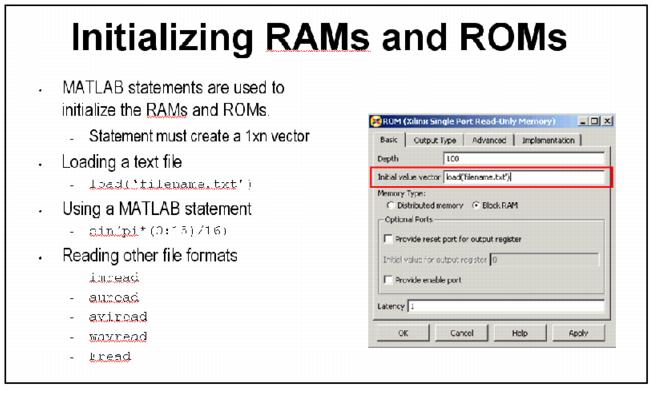 Initializing RAMs and ROMs
MATLAB statements are used to
initialize the RAMs and ROMs.
- Statement must create a 1xn vector
Loading a text file
- load('filename.txt')
Using a MATLAB statement
- sin(pi*(0:15)/16)
Reading other file formats
imread
- auread
- aviread
- wavread
- fread
ROM (Xilinx Single Port Read-Only Memory)
Basic Output Type Advanced Implementation
Depth 100
Initial value vector load('filename.txt')
Memory Type:
Distributed memory Block RAM
Optional Ports
Provide reset port for output register
Initial value for output register 0
Provide enable port
Latency 1
OK Cancel Help Apply